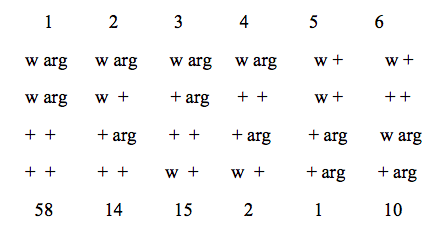 1 2 3 4 5 6
w arg w arg w arg w arg w + w +
w arg w + + arg + + w + + +
+ + + arg + + + arg + arg w arg
+ + + + w + w + + arg + arg
58 14 15 2 1 10